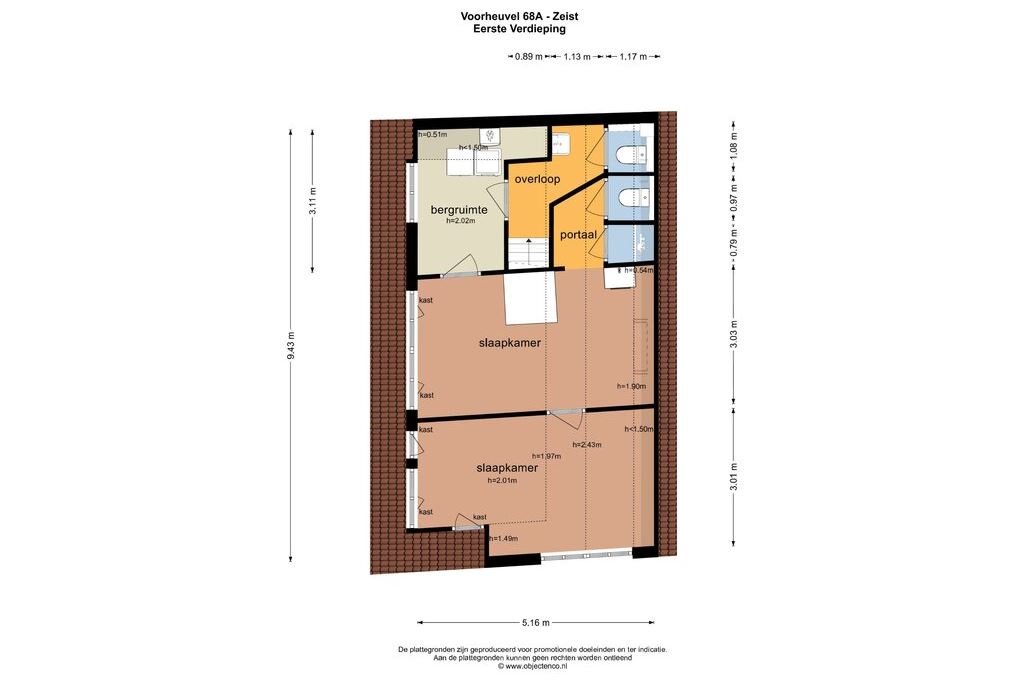 Voorheuvel 68A - Zeist
Eerste Verdieping
0.89 m
1.13 m
1.17 m
h=0.51m
h<1.50m
overloop
bergruimte
h=2.02m
portaal
h=0.54m
3.11 m
9.43 m
1.08 m
0.97 m
0.79 m
3.03 m
3.01 m
kast
slaapkamer
h=1.90m
kast
kast
h<1.50m
h=2.43m
h=1.97m
slaapkamer
h=2.01m
kast
kast
h=1.49m
5.16 m
De plattegronden zijn geproduceerd voor promotionele doeleinden en ter indicatie.
Aan de plattegronden kunnen geen rechten worden ontleend
© www.objectenco.nl